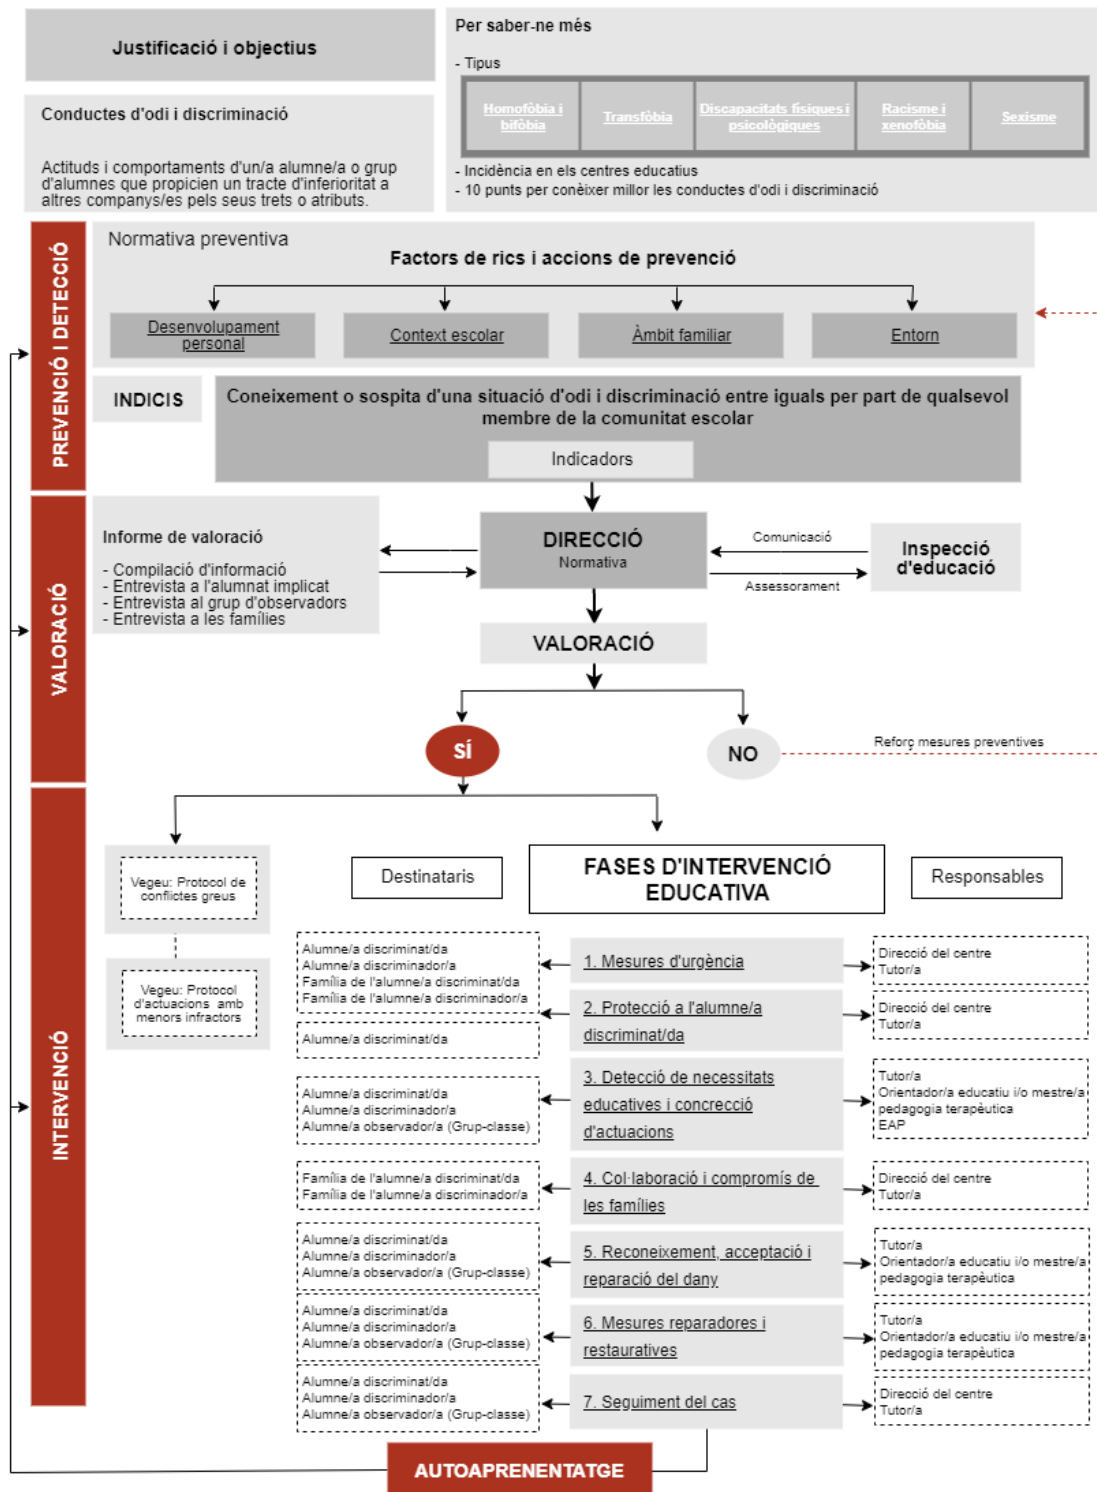 Justificació i objectius
Conductes d'odi i discriminació
Actituds i comportaments d'un/a alumne/a o grup
d'alumnes que propicien un tracte d'inferioritat a
altres companys/es pels seus trets o atributs.
Per saber-ne més
- Tipus
Homofòbia i
bifòbia
Transfòbia
Discapacitats físiques i
psicològiques
Racisme i
xenofòbia
Sexisme
- Incidència en els centres educatius
- 10 punts per conèixer millor les conductes d'odi i discriminació
PREVENCIÓ I DETECCIÓ
Normativa preventiva
Factors de rics i accions de prevenció
Desenvolupament
personal
Context escolar
Àmbit familiar
Entorn
INDICIS
Coneixement o sospita d'una situació d'odi i discriminació entre iguals per part de qualsevol
membre de la comunitat escolar
Indicadors
VALORACIÓ
Informe de valoració
- Compilació d'informació
- Entrevista a l'alumnat implicat
- Entrevista al grup d'observadors
- Entrevista a les famílies
DIRECCIÓ
Normativa
Comunicació
Assessorament
Inspecció
d'educació
VALORACIÓ
SÍ
NO
Reforç mesures preventives
INTERVENCIÓ
Vegeu: Protocol de
conflictes greus
Vegeu: Protocol
d'actuacions amb
menors infractors
Destinataris
FASES D'INTERVENCIÓ
EDUCATIVA
Responsables
Alumne/a discriminat/da
Alumne/a discriminador/a
Família de l'alumne/a discriminat/da
Família de l'alumne/a discriminador/a
1. Mesures d'urgència
Direcció del centre
Tutor/a
Alumne/a discriminat/da
2. Protecció a l'alumne/a
discriminat/da
Direcció del centre
Tutor/a
Alumne/a discriminat/da
Alumne/a discriminador/a
Alumne/a observador/a (Grup-classe)
3. Detecció de necessitats
educatives i concrecció
d'actuacions
Tutor/a
Orientador/a educatiu i/o mestre/a
pedagogia terapèutica
EAP
Família de l'alumne/a discriminat/da
Família de l'alumne/a discriminador/a
4. Col·laboració i compromís de
les famílies
Direcció del centre
Tutor/a
Alumne/a discriminat/da
Alumne/a discriminador/a
Alumne/a observador/a (Grup-classe)
5. Reconeixement, acceptació i
reparació del dany
Tutor/a
Orientador/a educatiu i/o mestre/a
pedagogia terapèutica
Alumne/a discriminat/da
Alumne/a discriminador/a
Alumne/a observador/a (Grup-classe)
6. Mesures reparadores i
restauratives
Tutor/a
Orientador/a educatiu i/o mestre/a
pedagogia terapèutica
Alumne/a discriminat/da
Alumne/a discriminador/a
Alumne/a observador/a (Grup-classe)
7. Seguiment del cas
Direcció del centre
Tutor/a
AUTOAPRENENTATGE